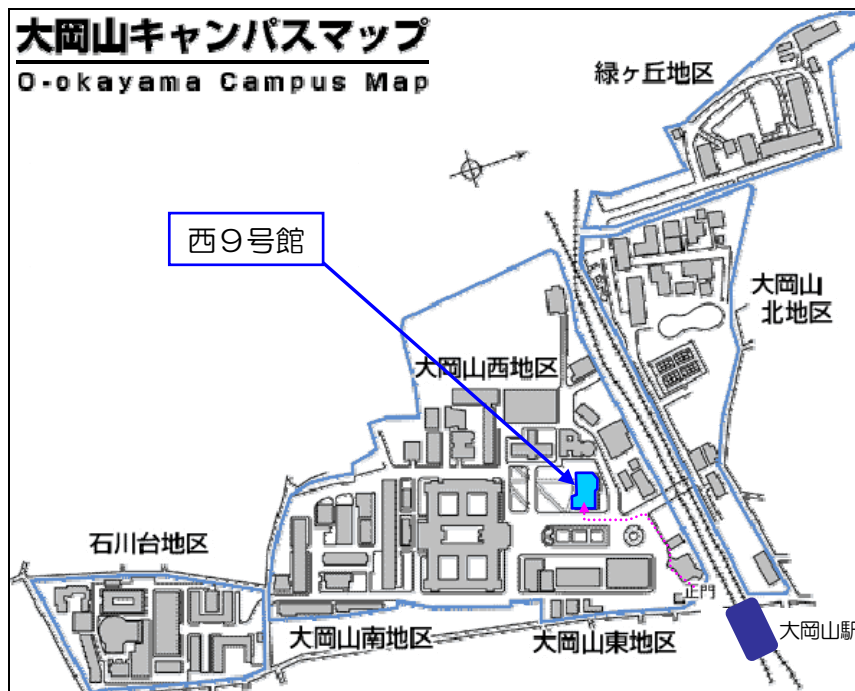 大岡山キャンパスマップ
O-okayama Campus Map
緑ヶ丘地区
西9号館
大岡山
北地区
大岡山西地区
石川台地区
大岡山南地区
大岡山東地区
正門
大岡山駅